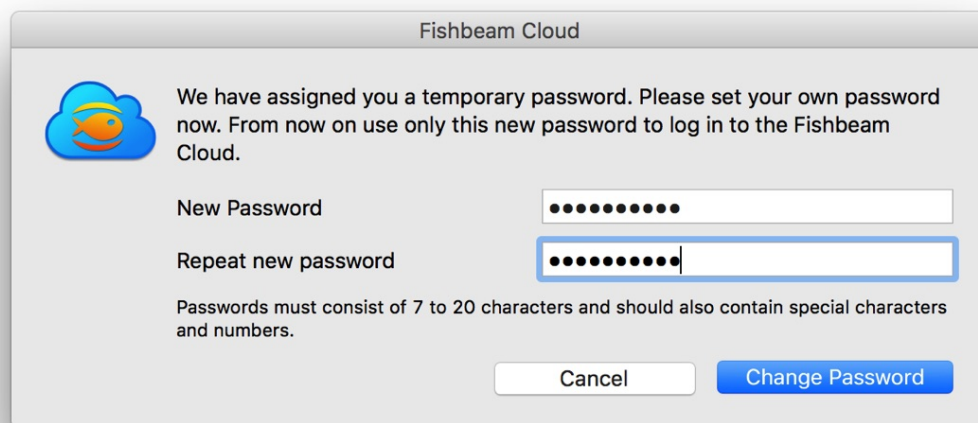 Fishbeam Cloud
We have assigned you a temporary password. Please set your own password
now. From now on use only this new password to log in to the Fishbeam
Cloud.
New Password ••••••••••
Repeat new password ••••••••••
Passwords must consist of 7 to 20 characters and should also contain special characters
and numbers.
Cancel Change Password